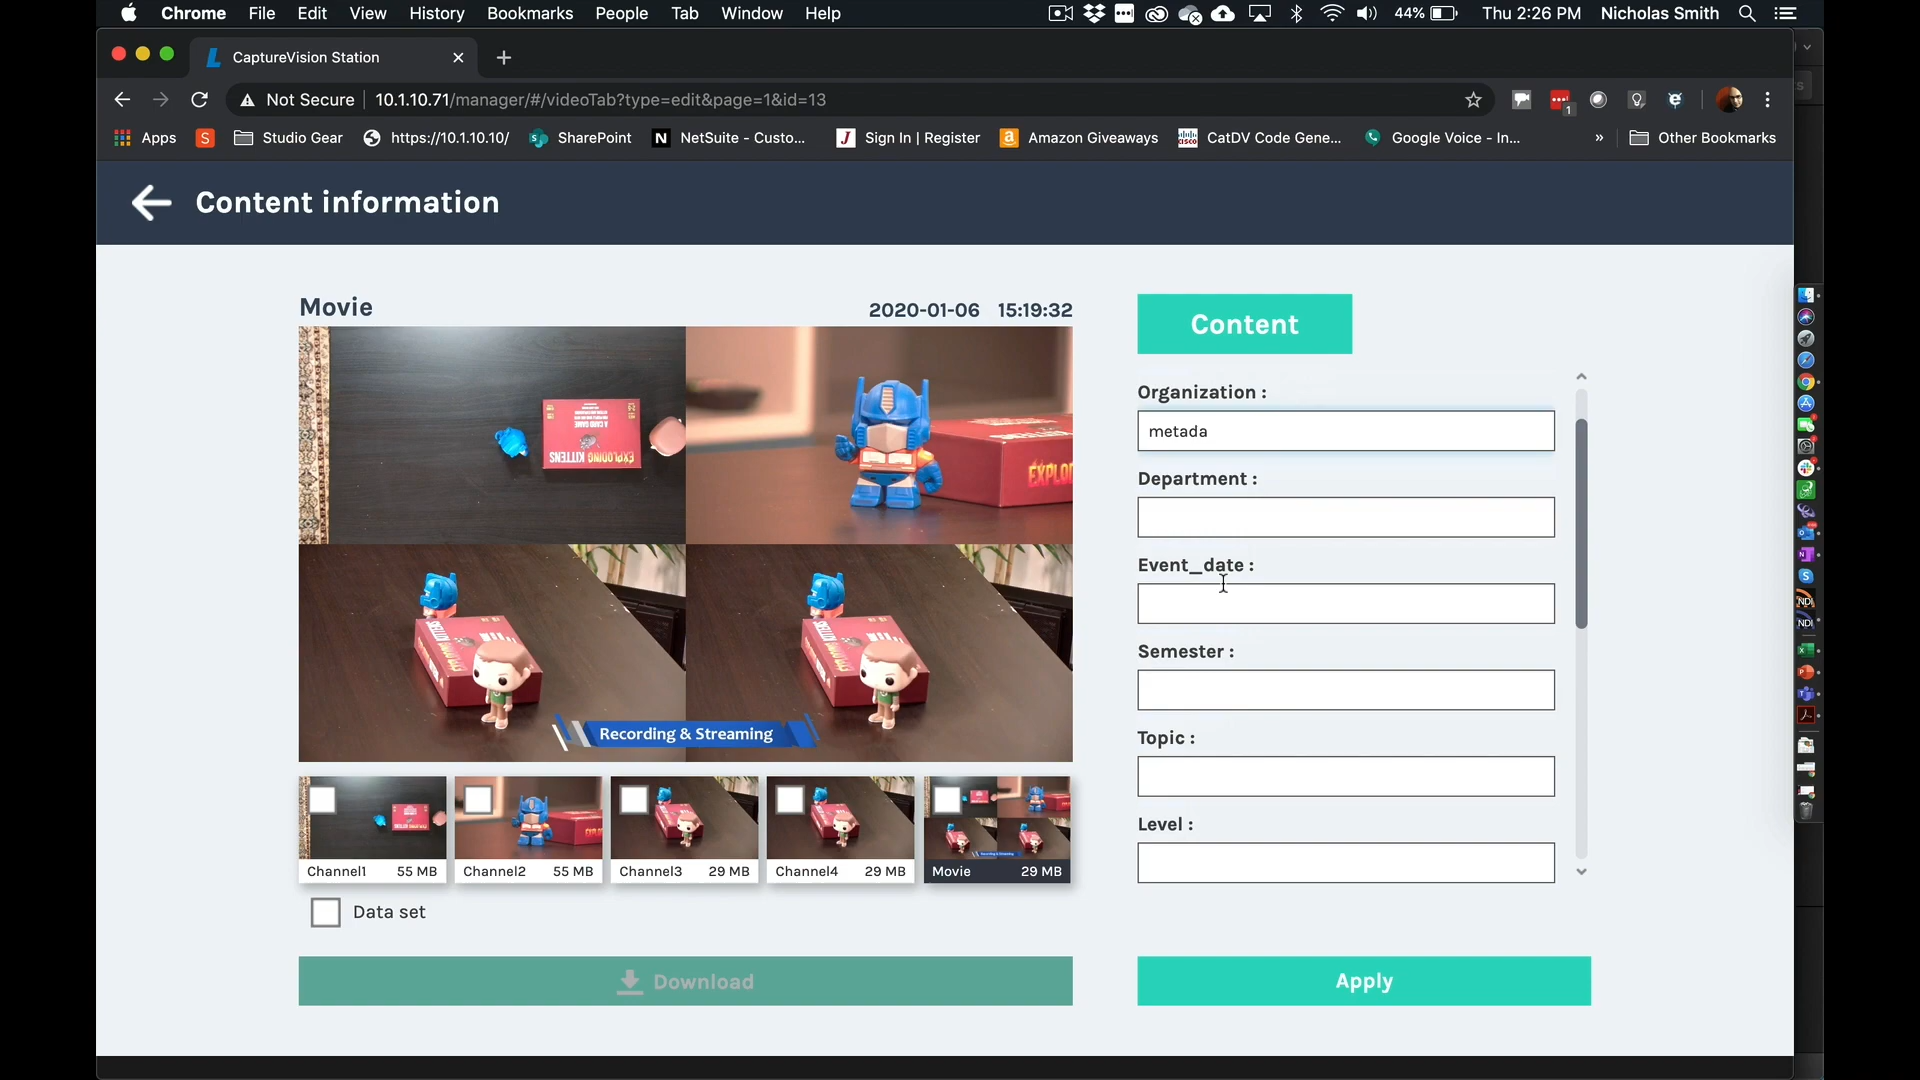 Chrome File Edit View History Bookmarks People Tab Window Help 44% Thu 2:26 PM Nicholas Smith
CaptureVision Station
Not Secure 10.1.10.71/manager/#/videoTab?type=edit&page=1&id=13
Apps Studio Gear https://10.1.10.10/ SharePoint NetSuite - Custo... Sign In | Register Amazon Giveaways CatDV Code Gene... Google Voice - In... » Other Bookmarks
Content information
Movie 2020-01-06 15:19:32
Content
Organization :
metada
Department :
Event_date :
Semester :
Topic :
Level :
A CARD GAME
EXPLODING KITTENS
EXPLO
Recording & Streaming
Channel1 55 MB
Channel2 55 MB
Channel3 29 MB
Channel4 29 MB
Movie 29 MB
Data set
Download
Apply